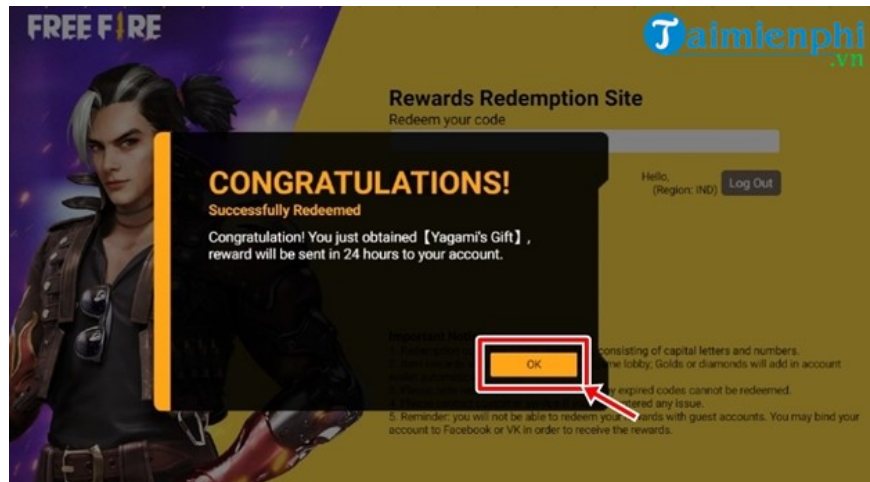 FREE FIRE
Taimienphi
.vn
Rewards Redemption Site
Redeem your code
CONGRATULATIONS!
Successfully Redeemed
Congratulation! You just obtained【Yagami's Gift】,
reward will be sent in 24 hours to your account.
Hello,
(Region: IND)
Log Out
OK
Important Notice
1. Redemption consisting of capital letters and numbers.
lobby; Golds or diamonds will add in account
expired codes cannot be redeemed.
any issue.
5. Reminder: you will not be able to redeem your rewards with guest accounts. You may bind your
account to Facebook or VK in order to receive the rewards.